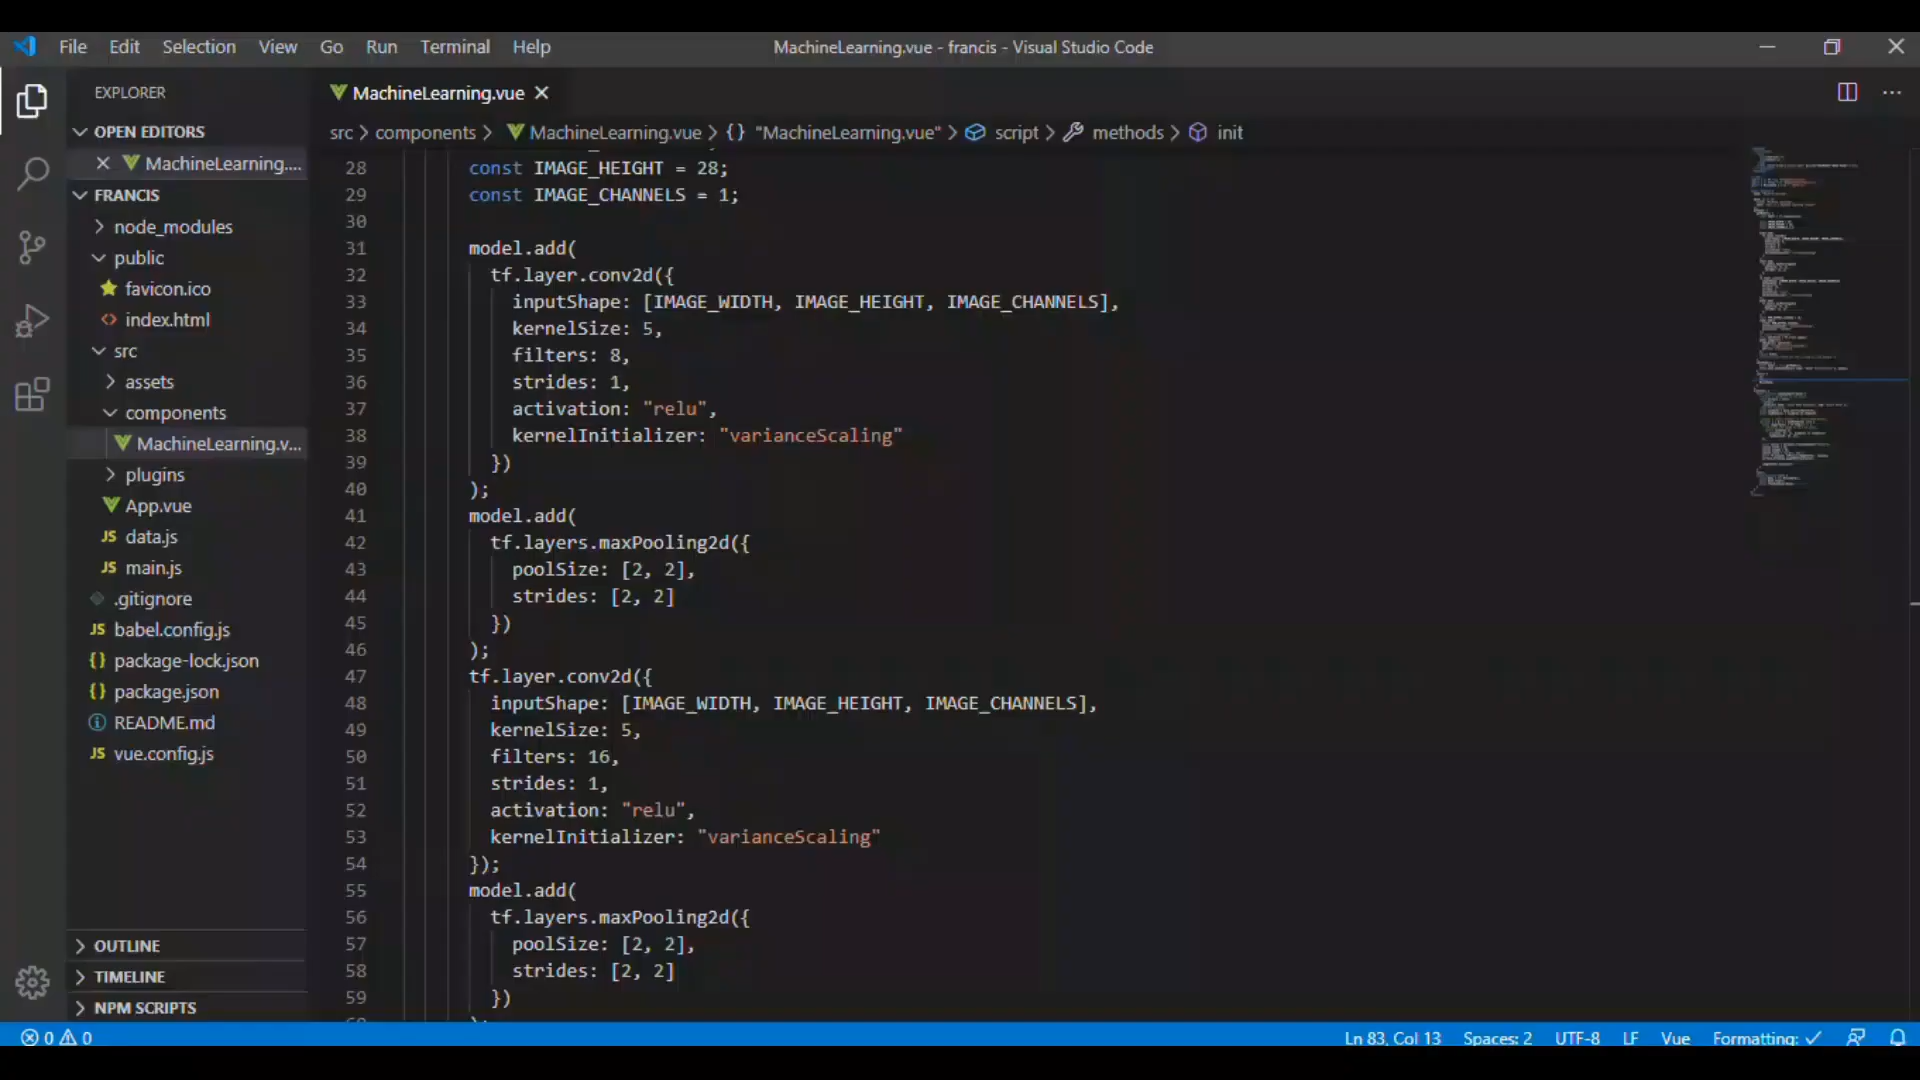 File Edit Selection View Go Run Terminal Help
MachineLearning.vue - francis - Visual Studio Code
EXPLORER
OPEN EDITORS
MachineLearning....
FRANCIS
node_modules
public
favicon.ico
index.html
src
assets
components
MachineLearning.v...
plugins
App.vue
JS data.js
JS main.js
.gitignore
JS babel.config.js
{} package-lock.json
{} package.json
README.md
JS vue.config.js
OUTLINE
TIMELINE
NPM SCRIPTS
MachineLearning.vue
src > components > MachineLearning.vue > {} "MachineLearning.vue" > script > methods > init
28 const IMAGE_HEIGHT = 28;
29 const IMAGE_CHANNELS = 1;
30
31 model.add(
32 tf.layer.conv2d({
33 inputShape: [IMAGE_WIDTH, IMAGE_HEIGHT, IMAGE_CHANNELS],
34 kernelSize: 5,
35 filters: 8,
36 strides: 1,
37 activation: "relu",
38 kernelInitializer: "varianceScaling"
39 })
40 );
41 model.add(
42 tf.layers.maxPooling2d({
43 poolSize: [2, 2],
44 strides: [2, 2]
45 })
46 );
47 tf.layer.conv2d({
48 inputShape: [IMAGE_WIDTH, IMAGE_HEIGHT, IMAGE_CHANNELS],
49 kernelSize: 5,
50 filters: 16,
51 strides: 1,
52 activation: "relu",
53 kernelInitializer: "varianceScaling"
54 });
55 model.add(
56 tf.layers.maxPooling2d({
57 poolSize: [2, 2],
58 strides: [2, 2]
59 })
0 0
Ln 83, Col 13 Spaces: 2 UTF-8 LF Vue Formatting: ✓